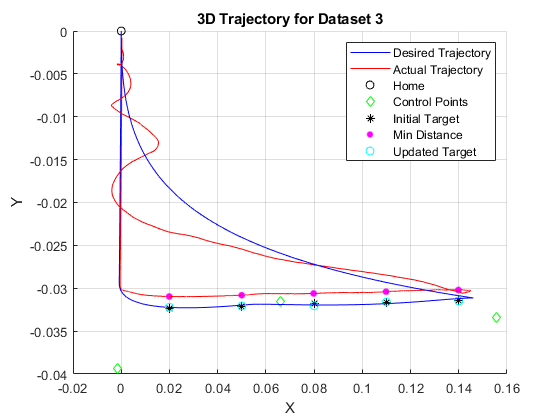 3D Trajectory for Dataset 3
0
-0.005
-0.01
-0.015
-0.02
-0.025
-0.03
-0.035
-0.04
Y
Desired Trajectory
Actual Trajectory
Home
Control Points
Initial Target
Min Distance
Updated Target
-0.02 0 0.02 0.04 0.06 0.08 0.1 0.12 0.14 0.16
X